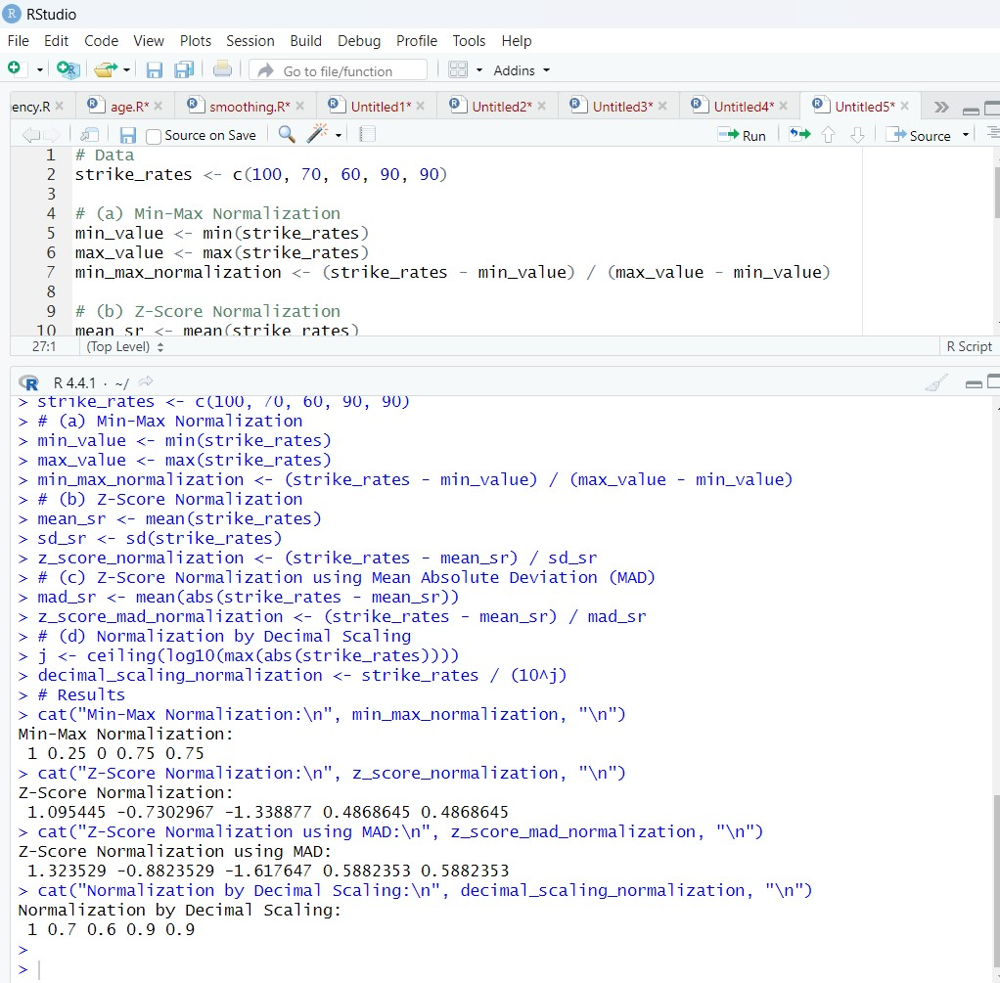 RStudio
File Edit Code View Plots Session Build Debug Profile Tools Help
Go to file/function Addins
ency.R age.R* smoothing.R* Untitled1* Untitled2* Untitled3* Untitled4* Untitled5*
Source on Save Run Source
1 # Data
2 strike_rates <- c(100, 70, 60, 90, 90)
3
4 # (a) Min-Max Normalization
5 min_value <- min(strike_rates)
6 max_value <- max(strike_rates)
7 min_max_normalization <- (strike_rates - min_value) / (max_value - min_value)
8
9 # (b) Z-Score Normalization
10 mean_sr <- mean(strike_rates)
27:1 (Top Level) R Script
R R 4.4.1 · ~/
> strike_rates <- c(100, 70, 60, 90, 90)
> # (a) Min-Max Normalization
> min_value <- min(strike_rates)
> max_value <- max(strike_rates)
> min_max_normalization <- (strike_rates - min_value) / (max_value - min_value)
> # (b) Z-Score Normalization
> mean_sr <- mean(strike_rates)
> sd_sr <- sd(strike_rates)
> z_score_normalization <- (strike_rates - mean_sr) / sd_sr
> # (c) Z-Score Normalization using Mean Absolute Deviation (MAD)
> mad_sr <- mean(abs(strike_rates - mean_sr))
> z_score_mad_normalization <- (strike_rates - mean_sr) / mad_sr
> # (d) Normalization by Decimal Scaling
> j <- ceiling(log10(max(abs(strike_rates))))
> decimal_scaling_normalization <- strike_rates / (10^j)
> # Results
> cat("Min-Max Normalization:\n", min_max_normalization, "\n")
Min-Max Normalization:
1 0.25 0 0.75 0.75
> cat("Z-Score Normalization:\n", z_score_normalization, "\n")
Z-Score Normalization:
1.095445 -0.7302967 -1.338877 0.4868645 0.4868645
> cat("Z-Score Normalization using MAD:\n", z_score_mad_normalization, "\n")
Z-Score Normalization using MAD:
1.323529 -0.8823529 -1.617647 0.5882353 0.5882353
> cat("Normalization by Decimal Scaling:\n", decimal_scaling_normalization, "\n")
Normalization by Decimal Scaling:
1 0.7 0.6 0.9 0.9
>
>